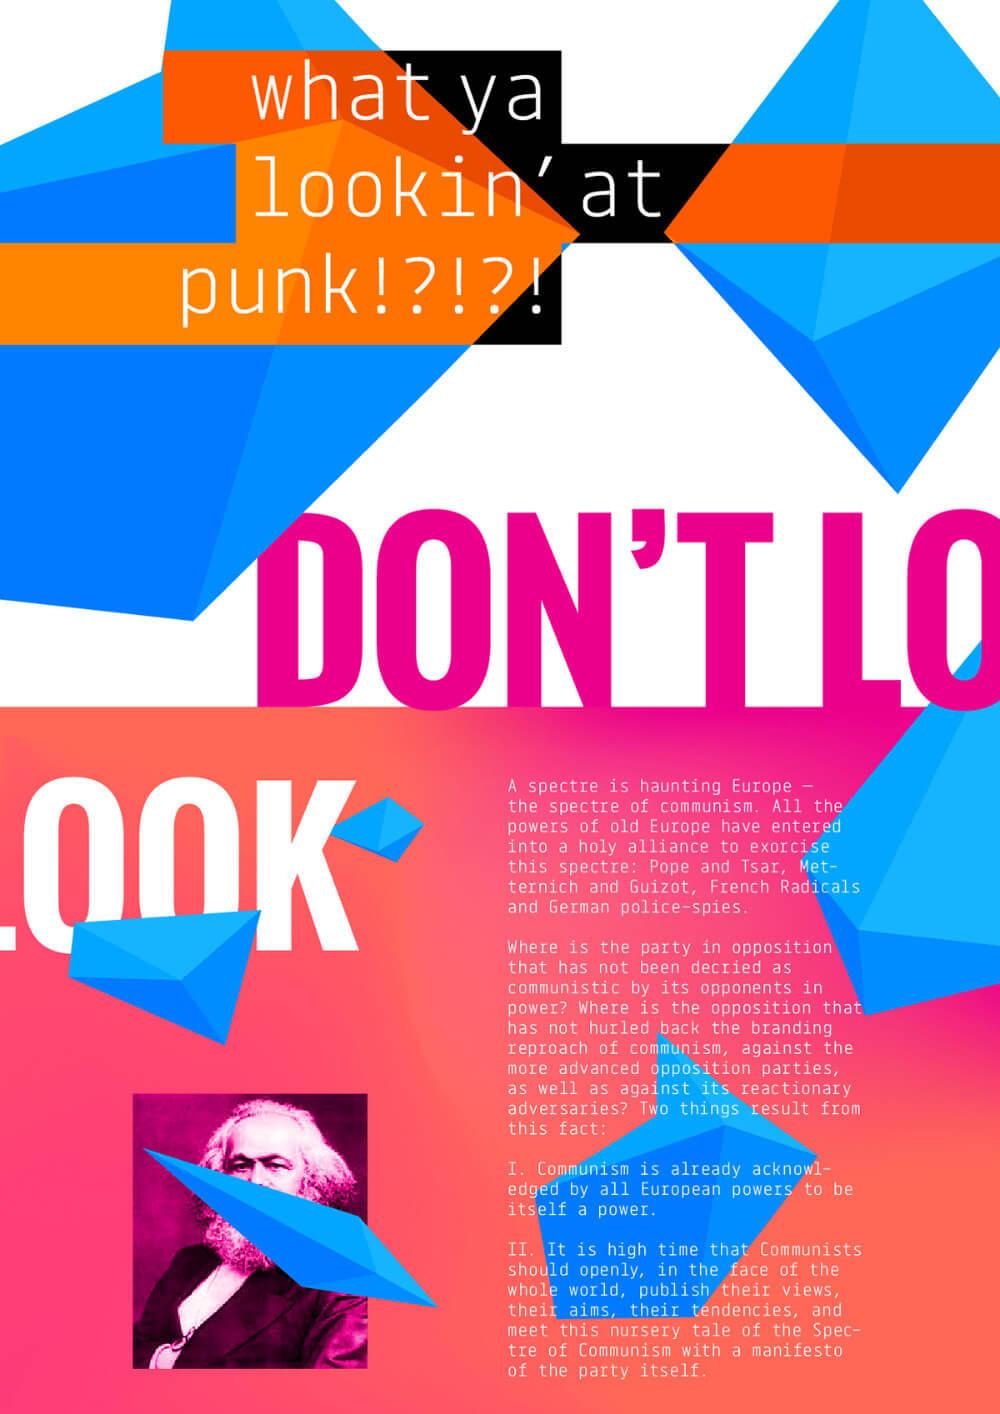 what ya
lookin’at
punk!?!?!
DON’T LO
LOOK
A spectre is haunting Europe —
the spectre of communism. All the
powers of old Europe have entered
into a holy alliance to exorcise
this spectre: Pope and Tsar, Met-
ternich and Guizot, French Radicals
and German police-spies.
Where is the party in opposition
that has not been decried as
communistic by its opponents in
power? Where is the opposition that
has not hurled back the branding
reproach of communism, against the
more advanced opposition parties,
as well as against its reactionary
adversaries? Two things result from
this fact:
I. Communism is already acknowl-
edged by all European powers to be
itself a power.
II. It is high time that Communists
should openly, in the face of the
whole world, publish their views,
their aims, their tendencies, and
meet this nursery tale of the Spec-
tre of Communism with a manifesto
of the party itself.